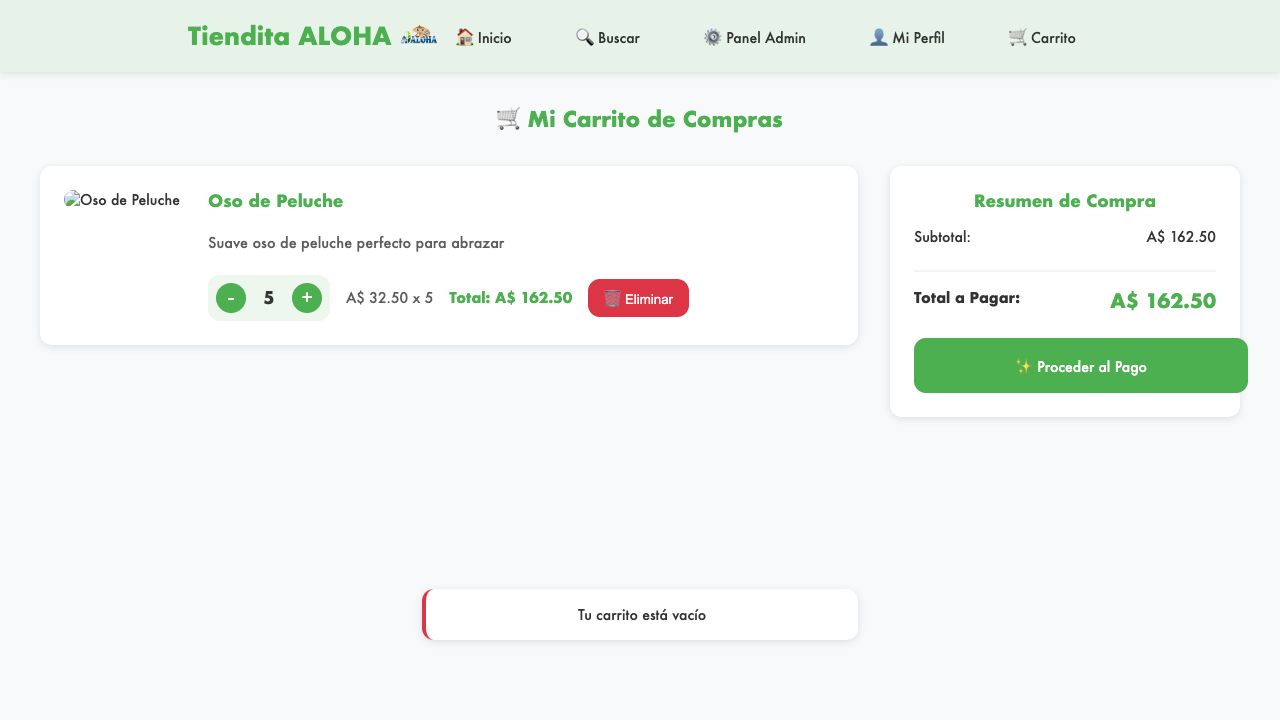 Tiendita ALOHA ALOHA 🏠 Inicio 🔍 Buscar ⚙️ Panel Admin 👤 Mi Perfil 🛒 Carrito
🛒 Mi Carrito de Compras
Oso de Peluche
Oso de Peluche
Suave oso de peluche perfecto para abrazar
- 5 + A$ 32.50 x 5 Total: A$ 162.50 🗑️ Eliminar
Resumen de Compra
Subtotal: A$ 162.50
Total a Pagar: A$ 162.50
✨ Proceder al Pago
Tu carrito está vacío